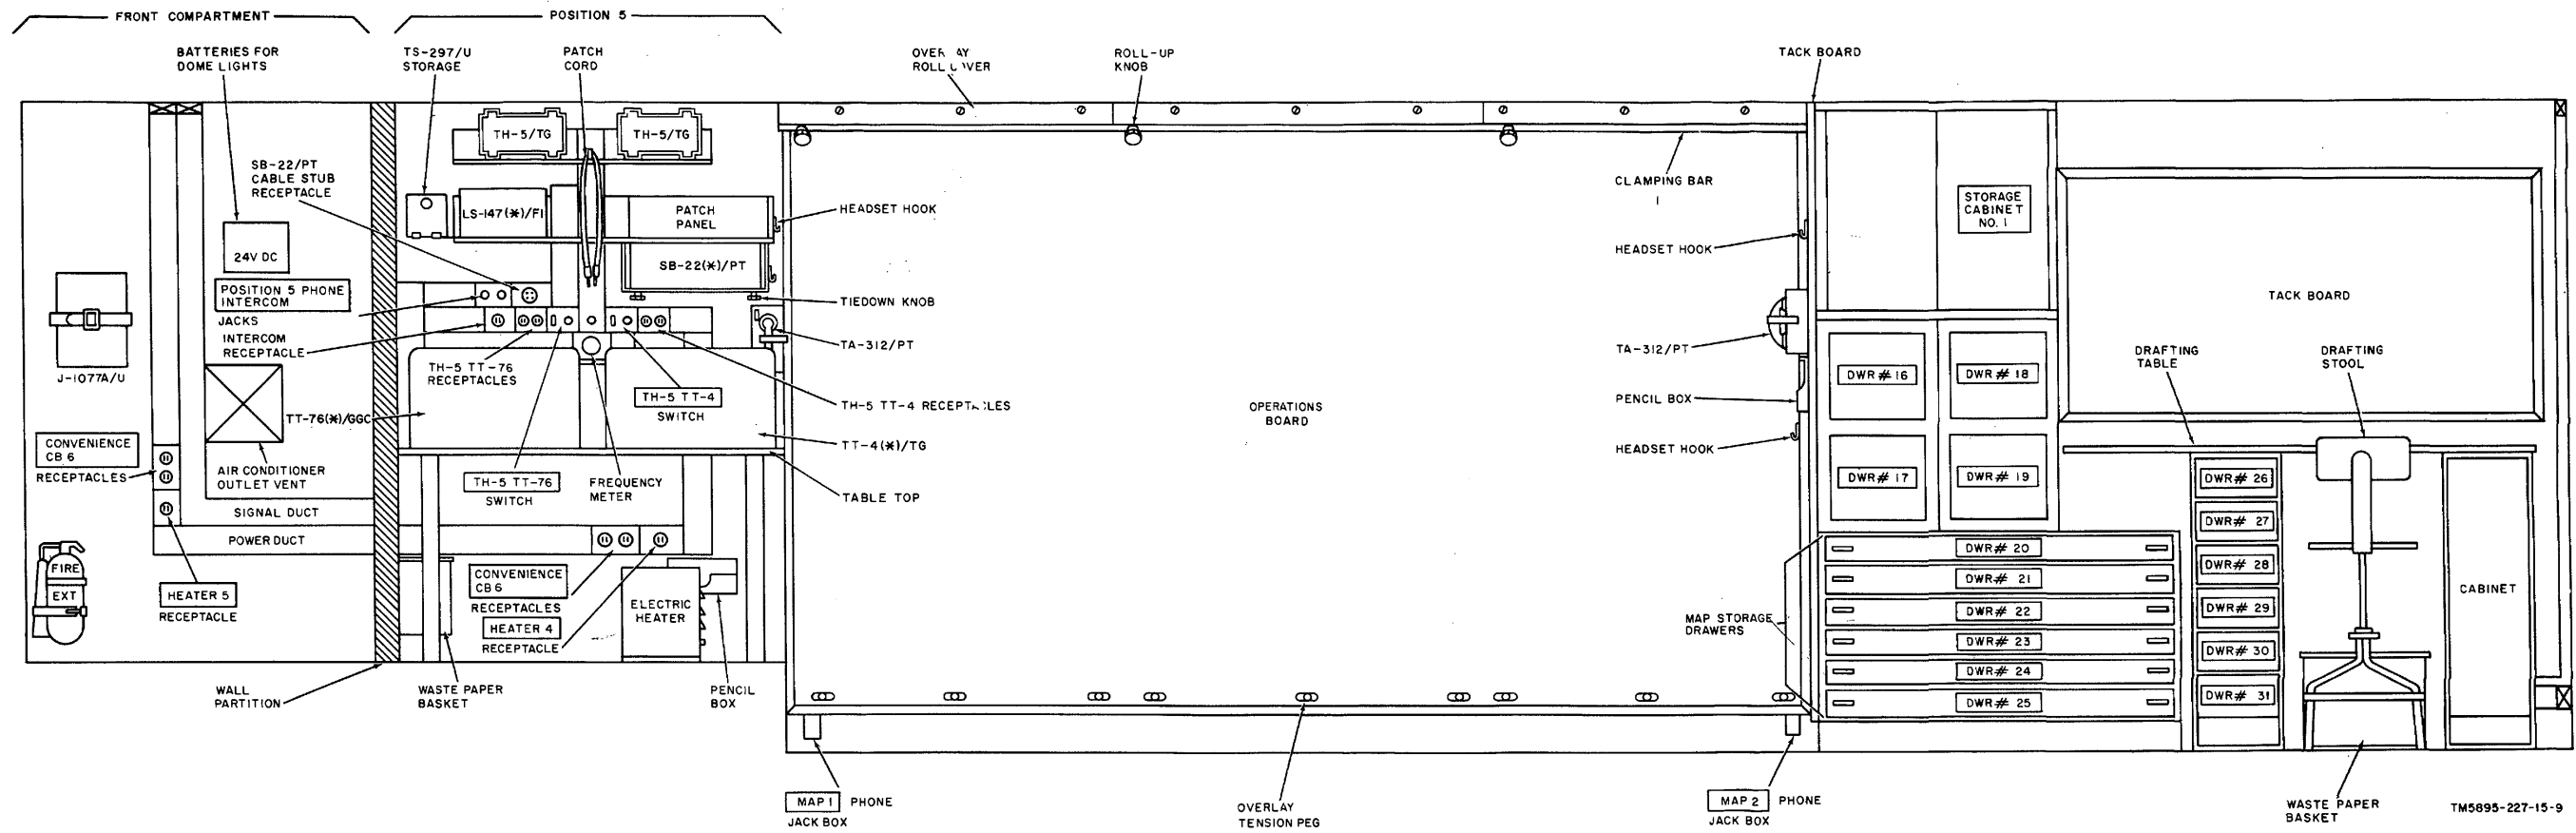 FRONT COMPARTMENT
POSITION 5
BATTERIES FOR
DOME LIGHTS
TS-297/U
STORAGE
PATCH
CORD
ROLL-UP
KNOB
TACK BOARD
TH-5/TG
TH-5/TG
SB-22/PT
CABLE STUB
RECEPTACLE
LS-147(*)/FI
PATCH
PANEL
HEADSET HOOK
CLAMPING BAR
STORAGE
CABINET
NO. 1
HEADSET HOOK
24V DC
SB-22(*)/PT
POSITION 5 PHONE
INTERCOM
JACKS
TIEDOWN KNOB
TACK BOARD
INTERCOM
RECEPTACLE
TA-312/PT
TA-312/PT
J-1077A/U
TH-5 TT-76
RECEPTACLES
DRAFTING
TABLE
DRAFTING
STOOL
DWR # 16
DWR # 18
TH-5 TT-4
SWITCH
TH-5 TT-4
PENCIL BOX
OPERATIONS
BOARD
TT-76(*)/GGC
TT-4(*)/TG
HEADSET HOOK
CONVENIENCE
CB 6
RECEPTACLES
AIR CONDITIONER
OUTLET VENT
TH-5 TT-76
SWITCH
FREQUENCY
METER
TABLE TOP
DWR # 17
DWR # 19
DWR# 26
SIGNAL DUCT
DWR# 27
POWER DUCT
DWR# 20
DWR# 28
FIRE
EXT
HEATER 5
RECEPTACLE
CONVENIENCE
CB 6
RECEPTACLES
HEATER 4
RECEPTACLE
ELECTRIC
HEATER
DWR# 21
DWR# 22
DWR# 29
CABINET
MAP STORAGE
DRAWERS
DWR# 23
DWR# 30
DWR# 24
DWR# 31
DWR# 25
WALL
PARTITION
WASTE PAPER
BASKET
PENCIL
BOX
MAP 1 PHONE
JACK BOX
OVERLAY
TENSION PEG
MAP 2 PHONE
JACK BOX
WASTE PAPER
BASKET
TM5895-227-15-9